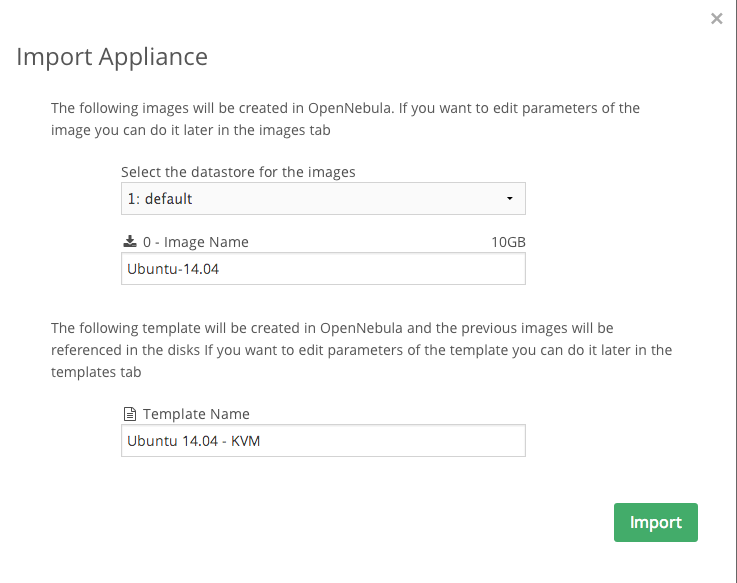 ×
Import Appliance
The following images will be created in OpenNebula. If you want to edit parameters of the
image you can do it later in the images tab
Select the datastore for the images
1: default
0 - Image Name 10GB
Ubuntu-14.04
The following template will be created in OpenNebula and the previous images will be
referenced in the disks If you want to edit parameters of the template you can do it later in the
templates tab
Template Name
Ubuntu 14.04 - KVM
Import